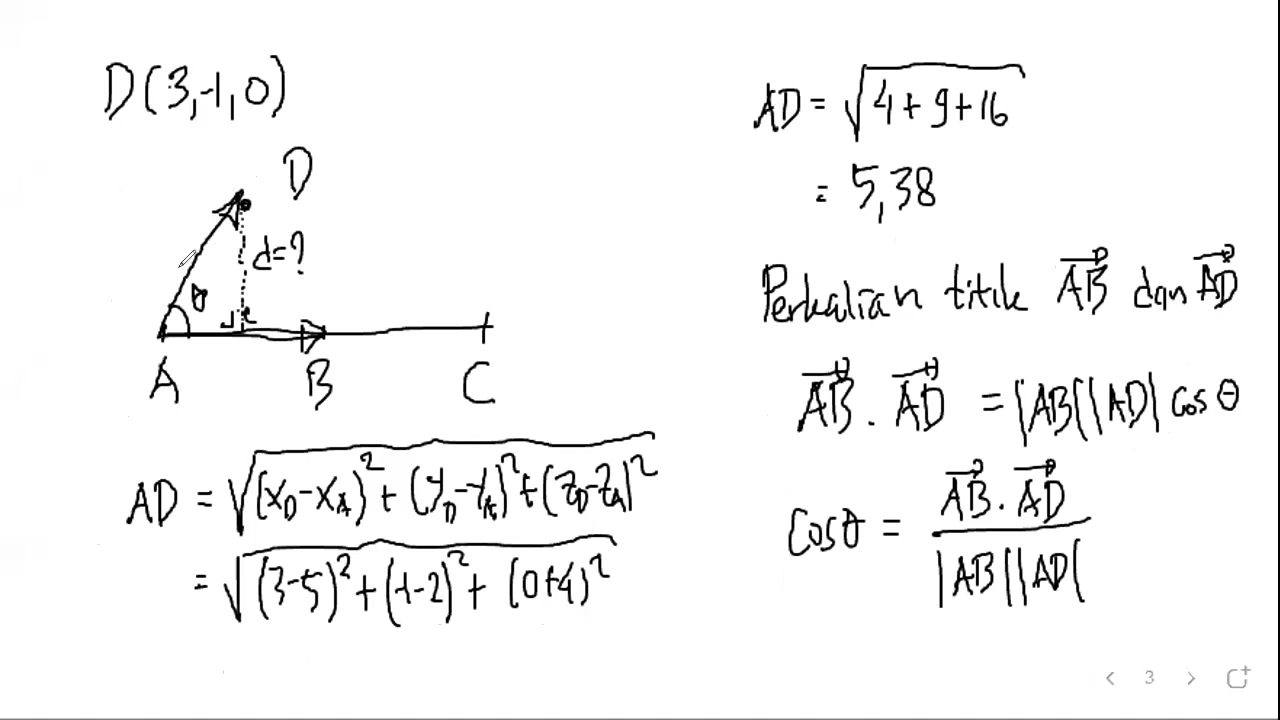 D(3,-1,0)
D
d=?
θ
A B C
AD = √(x_D-x_A)²+(y_D-y_A)²+(z_D-z_A)²
= √(3-5)²+(-1-2)²+(0+4)²
AD = √4+9+16
= 5,38
Perkalian titik AB dan AD
AB . AD = |AB||AD| cos θ
Cosθ = AB . AD
|AB||AD|
3